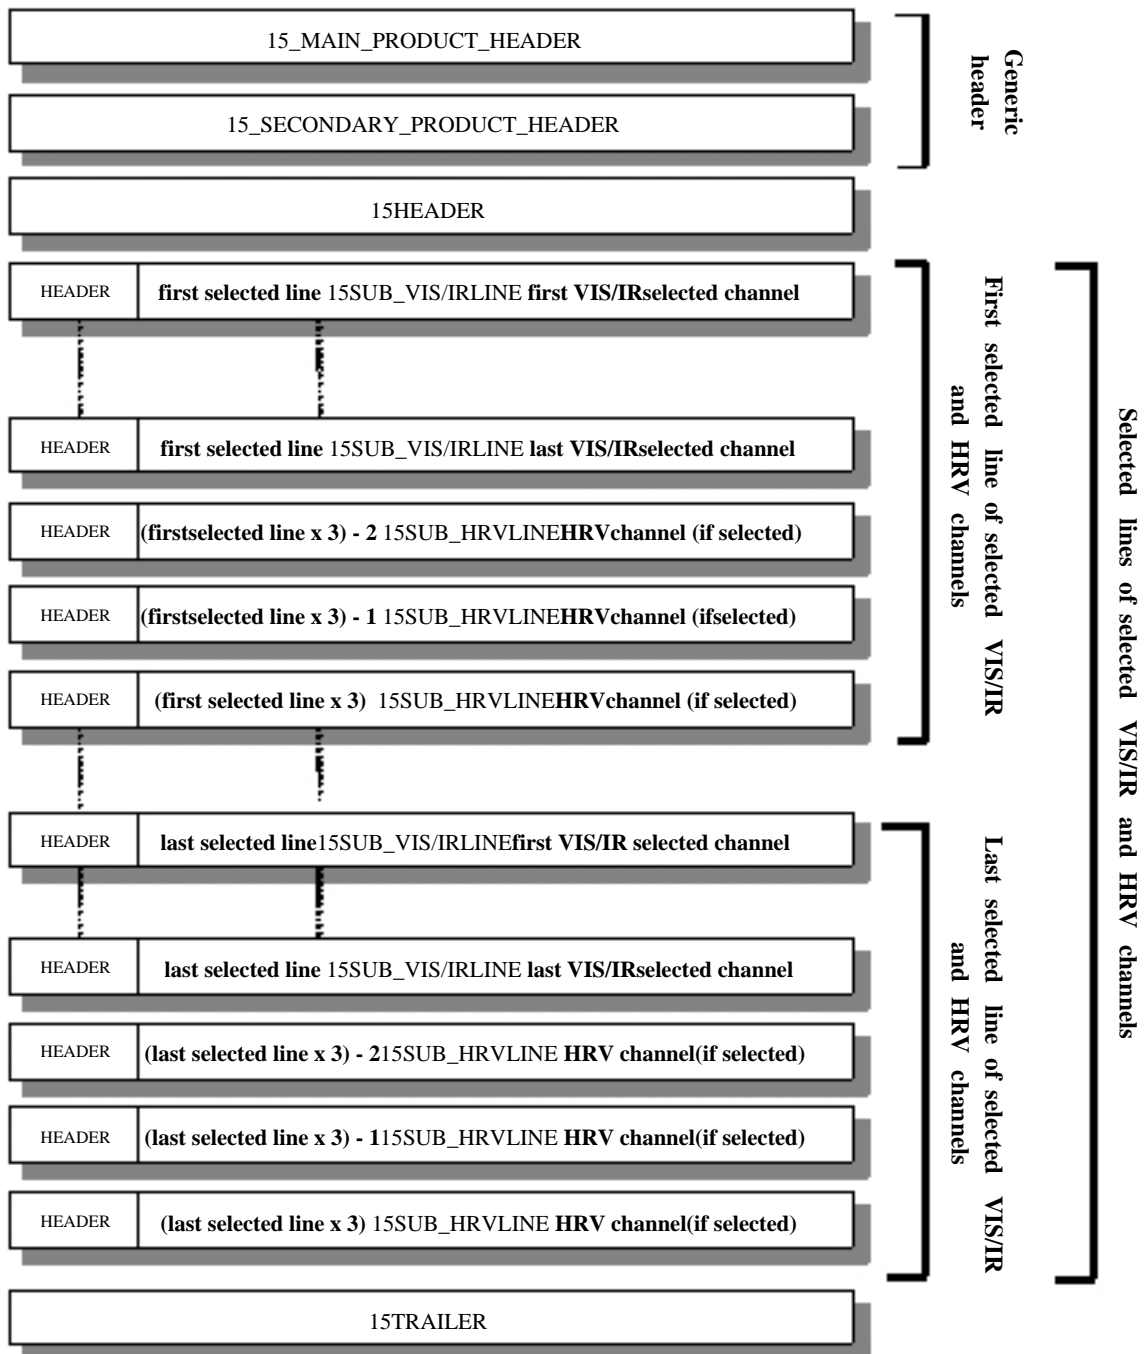 15_MAIN_PRODUCT_HEADER
15_SECONDARY_PRODUCT_HEADER
Generic
header
15HEADER
HEADER first selected line 15SUB_VIS/IRLINE first VIS/IRselected channel
HEADER first selected line 15SUB_VIS/IRLINE last VIS/IRselected channel
HEADER (firstselected line x 3) - 2 15SUB_HRVLINEHRVchannel (if selected)
HEADER (firstselected line x 3) - 1 15SUB_HRVLINEHRVchannel (ifselected)
HEADER (first selected line x 3) 15SUB_HRVLINEHRVchannel (if selected)
First selected line of selected VIS/IR
and HRV channels
HEADER last selected line15SUB_VIS/IRLINEfirst VIS/IR selected channel
HEADER last selected line 15SUB_VIS/IRLINE last VIS/IRselected channel
HEADER (last selected line x 3) - 215SUB_HRVLINE HRV channel(if selected)
HEADER (last selected line x 3) - 115SUB_HRVLINE HRV channel(if selected)
HEADER (last selected line x 3) 15SUB_HRVLINE HRV channel(if selected)
Last selected line of selected VIS/IR
and HRV channels
Selected lines of selected VIS/IR and HRV channels
15TRAILER